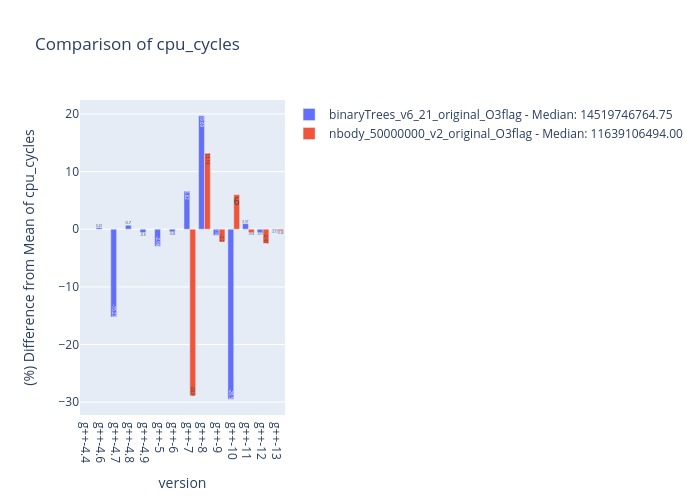 Comparison of cpu_cycles
binaryTrees_v6_21_original_O3flag - Median: 14519746764.75
nbody_50000000_v2_original_O3flag - Median: 11639106494.00
(%) Difference from Mean of cpu_cycles
20
10
0
−10
−20
−30
g++-4.4
g++-4.6
g++-4.7
g++-4.8
g++-4.9
g++-5
g++-6
g++-7
g++-8
g++-9
g++-10
g++-11
g++-12
g++-13
version